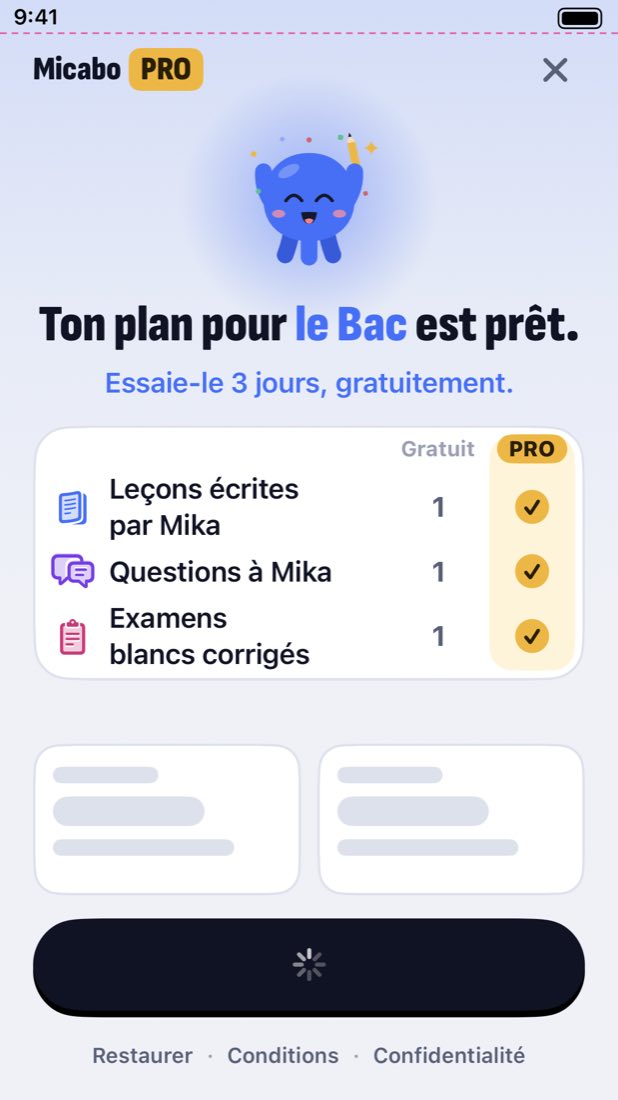 9:41
Micabo PRO
Ton plan pour le Bac est prêt.
Essaie-le 3 jours, gratuitement.
Gratuit PRO
Leçons écrites
par Mika
1
Questions à Mika 1
Examens
blancs corrigés
1
Restaurer · Conditions · Confidentialité